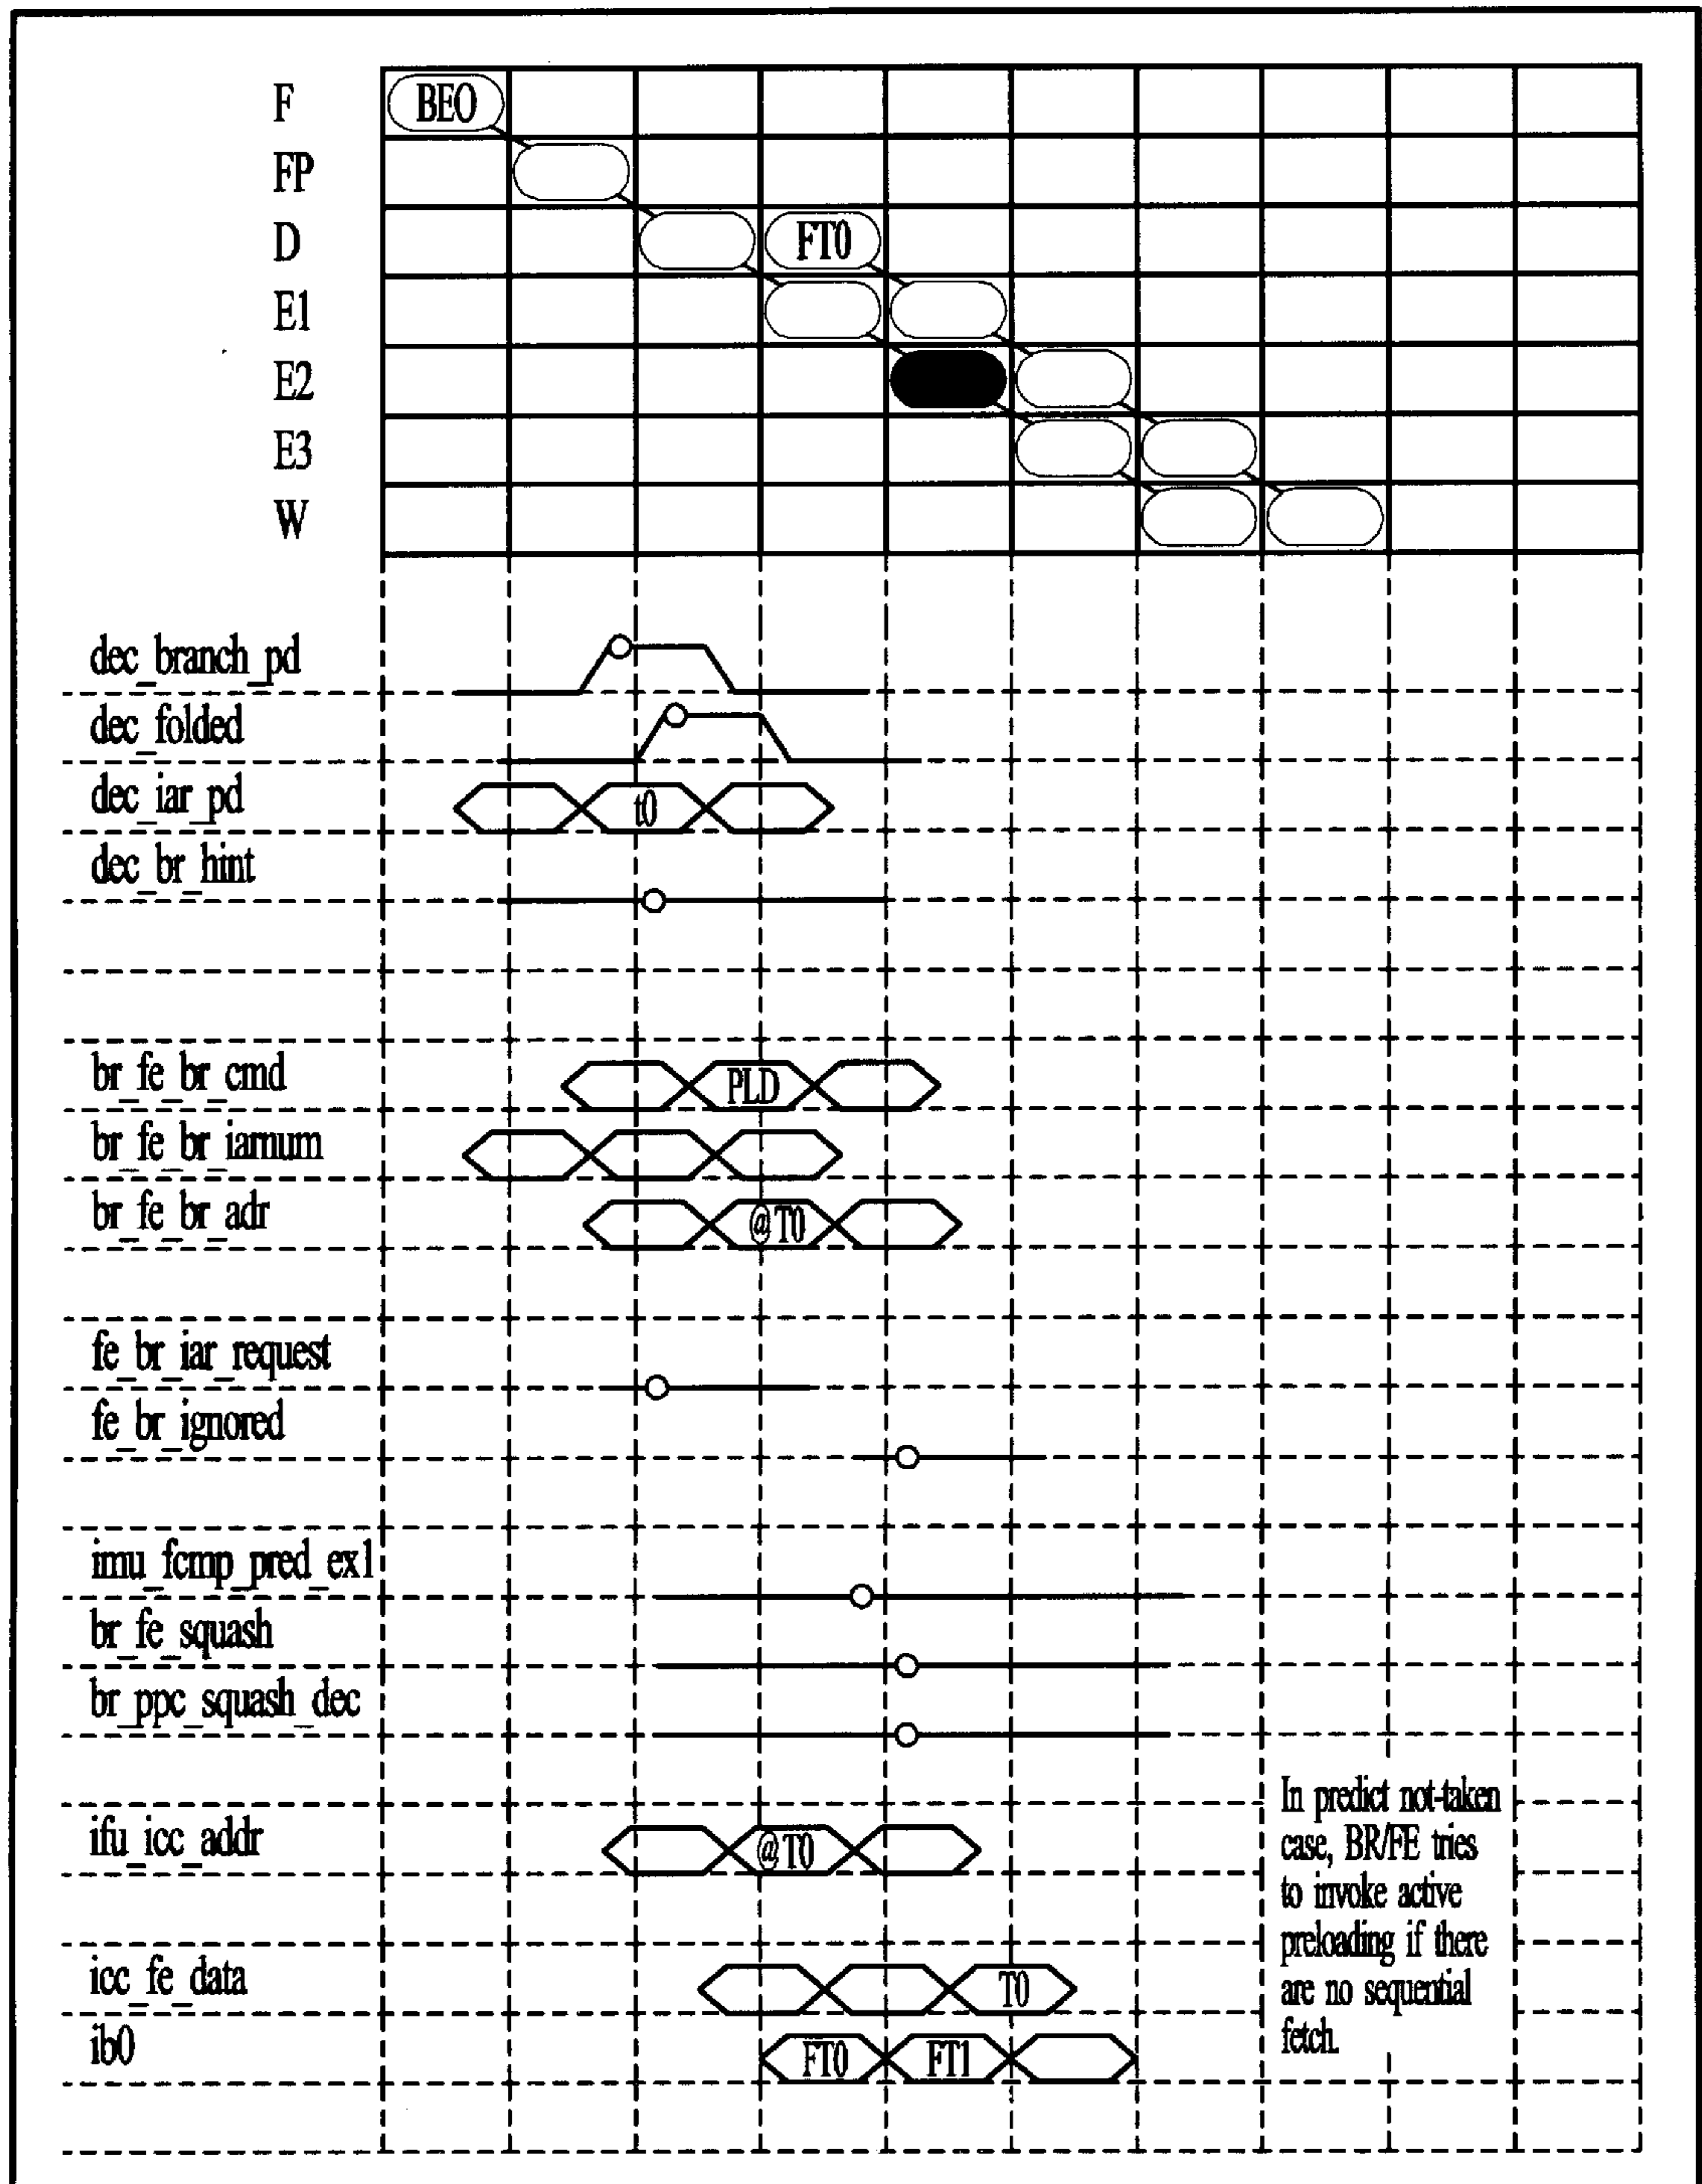 F BEO
FP
D FT0
E1
E2
E3
W
dec_branch_pd
dec_folded
dec_iar_pd t0
dec_br_hint
br_fe_br_cmd PLD
br_fe_br_iarnum
br_fe_br_adr @T0
fe_br_iar_request
fe_br_ignored
imu_fcmp_pred_ex1
br_fe_squash
br_ppc_squash_dec
ifu_icc_addr @T0
icc_fe_data T0
ib0 FT0 FT1
In predict not-taken
case, BR/FE tries
to invoke active
preloading if there
are no sequential
fetch.